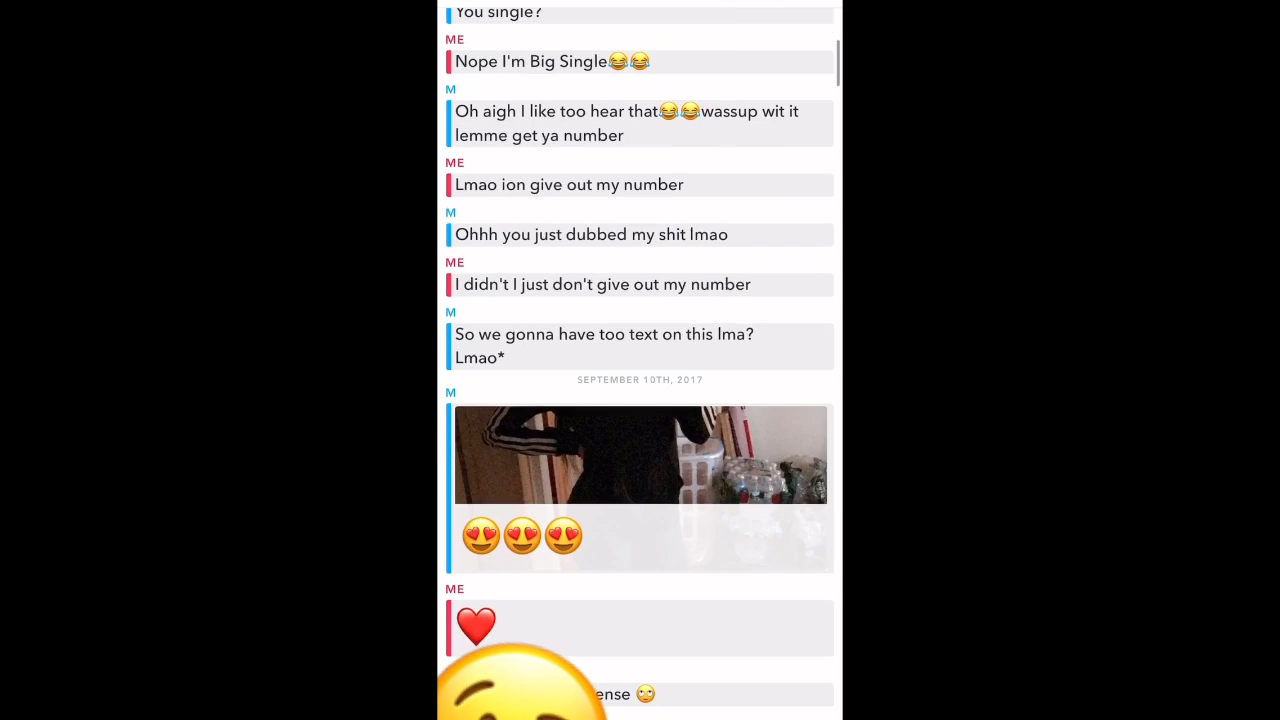 You single?
ME
Nope I'm Big Single😂😂
M
Oh aigh I like too hear that😂😂wassup wit it
lemme get ya number
ME
Lmao ion give out my number
M
Ohhh you just dubbed my shit lmao
ME
I didn't I just don't give out my number
M
So we gonna have too text on this lma?
Lmao*
SEPTEMBER 10TH, 2017
M
😍😍😍
ME
❤️
🙄